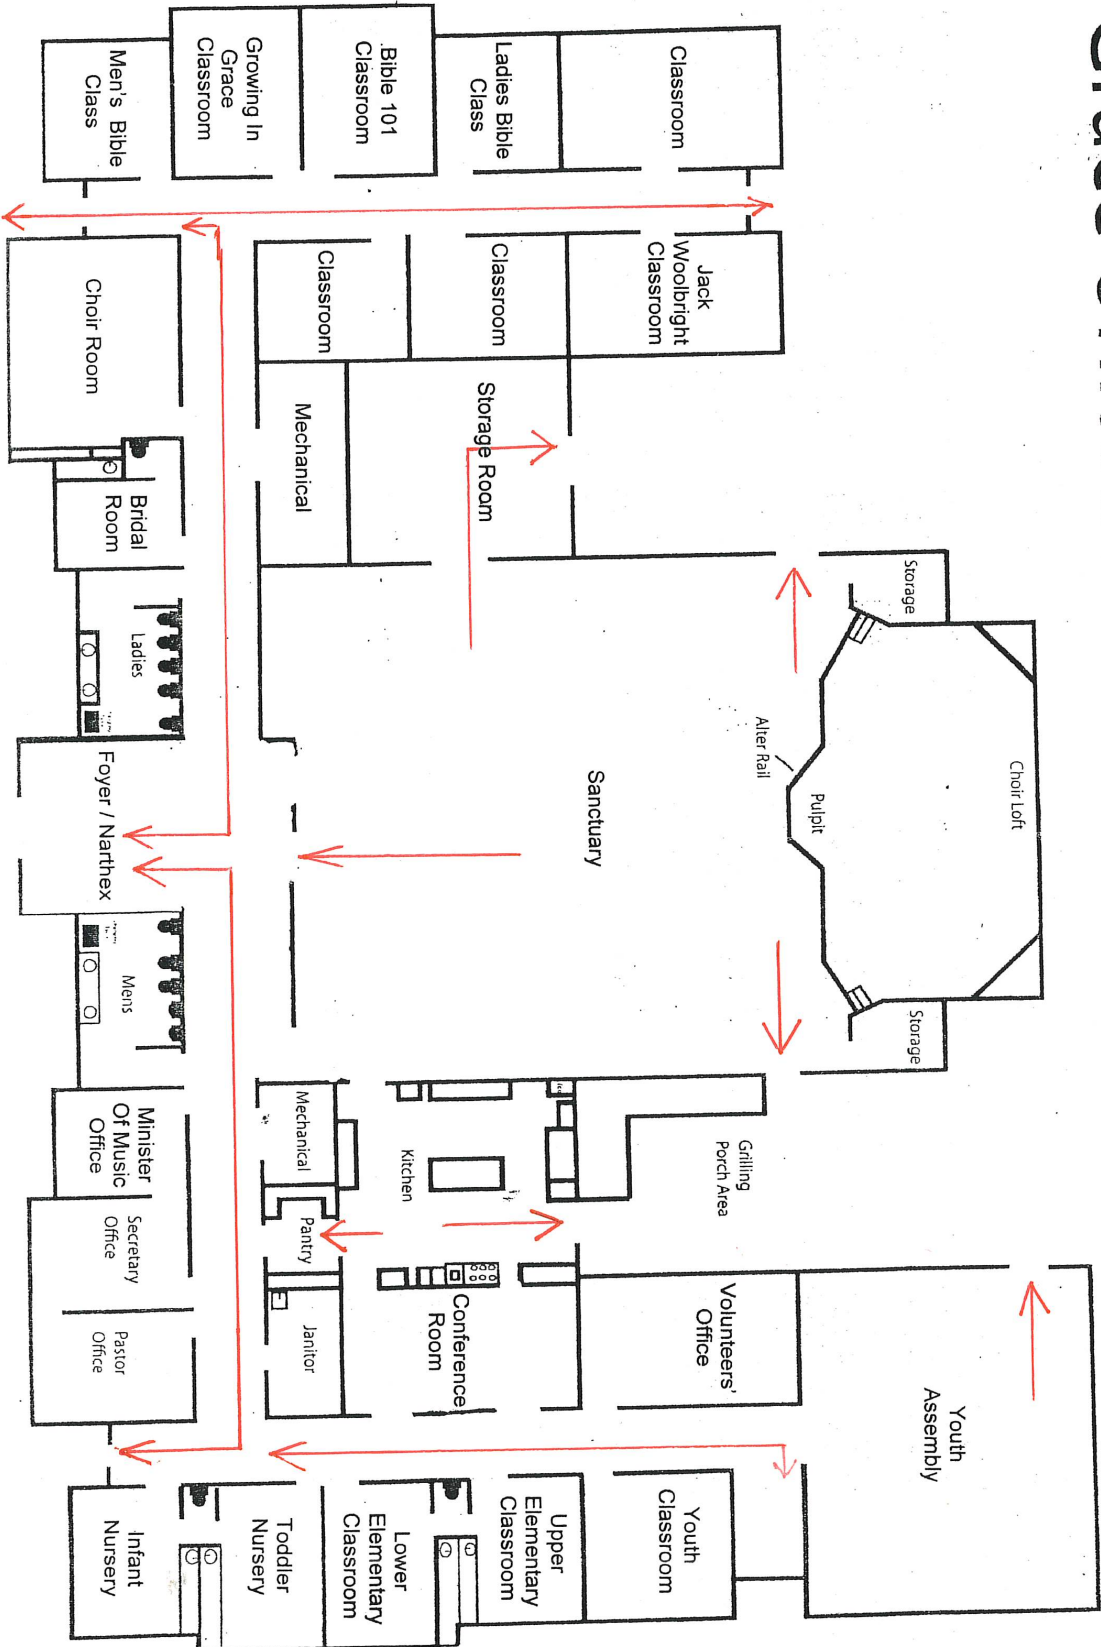 Classroom
Ladies Bible
Class
Bible 101
Classroom
Growing In
Grace
Classroom
Men's Bible
Class
Jack
Woolbright
Classroom
Classroom
Classroom
Choir Room
Storage Room
Mechanical
Bridal
Room
Ladies
Storage
Choir Loft
Alter Rail
Pulpit
Sanctuary
Foyer / Narthex
Mens
Storage
Grilling
Porch Area
Kitchen
Mechanical
Minister
Of Music
Office
Pantry
Secretary
Office
Volunteers'
Office
Conference
Room
Janitor
Pastor
Office
Youth
Assembly
Youth
Classroom
Upper
Elementary
Classroom
Lower
Elementary
Classroom
Toddler
Nursery
Infant
Nursery